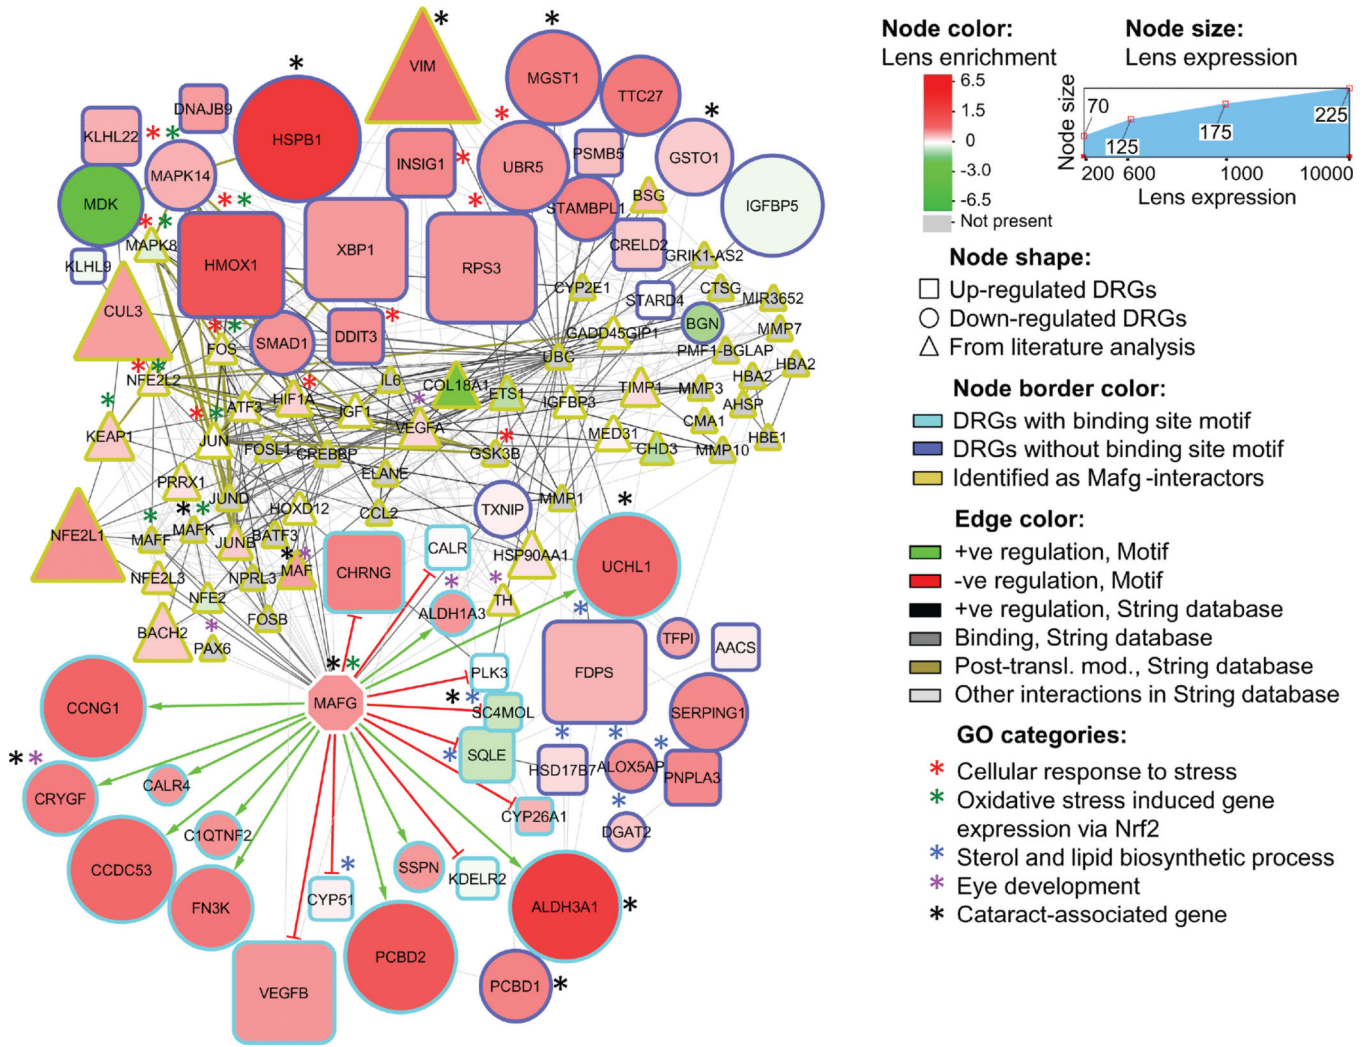 VIM
MGST1
TTC27
DNAJB9
HSPB1
KLHL22
INSIG1
UBR5
PSMB5
GSTO1
MAPK14
MDK
STAMBPL1
BSG
IGFBP5
MAPK8
XBP1
CRELD2
GRIK1-AS2
KLHL9
HMOX1
RPS3
CYP2E1
STARD4
CTSG
MIR3652
CUL3
BGN
MMP7
FOS
SMAD1
DDIT3
GADD45GIP1
UBG
PMF1-BGLAP
HBA2
HBA2
NFE2L2
IL6
COL18A1
ETS1
TIMP1
MMP3
ATF3
HIF1A
IGF1
IGFBP3
AHSP
KEAP1
JUN
VEGFA
MED31
CMA1
HBE1
FOSL1
CREBBP
GSK3B
CHD3
MMP10
PRRX1
ELANE
JUND
HOXD12
CCL2
TXNIP
MMP1
NFE2L1
MAFF
MAFK
JUNB
BATF3
CALR
HSP90AA1
UCHL1
NFE2L3
NPRL3
MAF
CHRNG
NFE2
FOSB
ALDH1A3
TH
BACH2
PAX6
TFPI
AACS
PLK3
FDPS
MAFG
CCNG1
SC4MOL
SERPING1
SQLE
HSD17B7
ALOX5AP
PNPLA3
CRYGF
CALR4
CYP26A1
DGAT2
C1QTNF2
CCDC53
SSPN
KDELR2
FN3K
CYP51
ALDH3A1
PCBD2
VEGFB
PCBD1
Node color:
Lens enrichment
6.5
1.5
0
-3.0
-6.5
Not present
Node size:
Lens expression
Node size
70
125
175
225
200 600 1000 10000
Lens expression
Node shape:
Up-regulated DRGs
Down-regulated DRGs
From literature analysis
Node border color:
DRGs with binding site motif
DRGs without binding site motif
Identified as Mafg-interactors
Edge color:
+ve regulation, Motif
-ve regulation, Motif
+ve regulation, String database
Binding, String database
Post-transl. mod., String database
Other interactions in String database
GO categories:
* Cellular response to stress
* Oxidative stress induced gene
expression via Nrf2
* Sterol and lipid biosynthetic process
* Eye development
* Cataract-associated gene